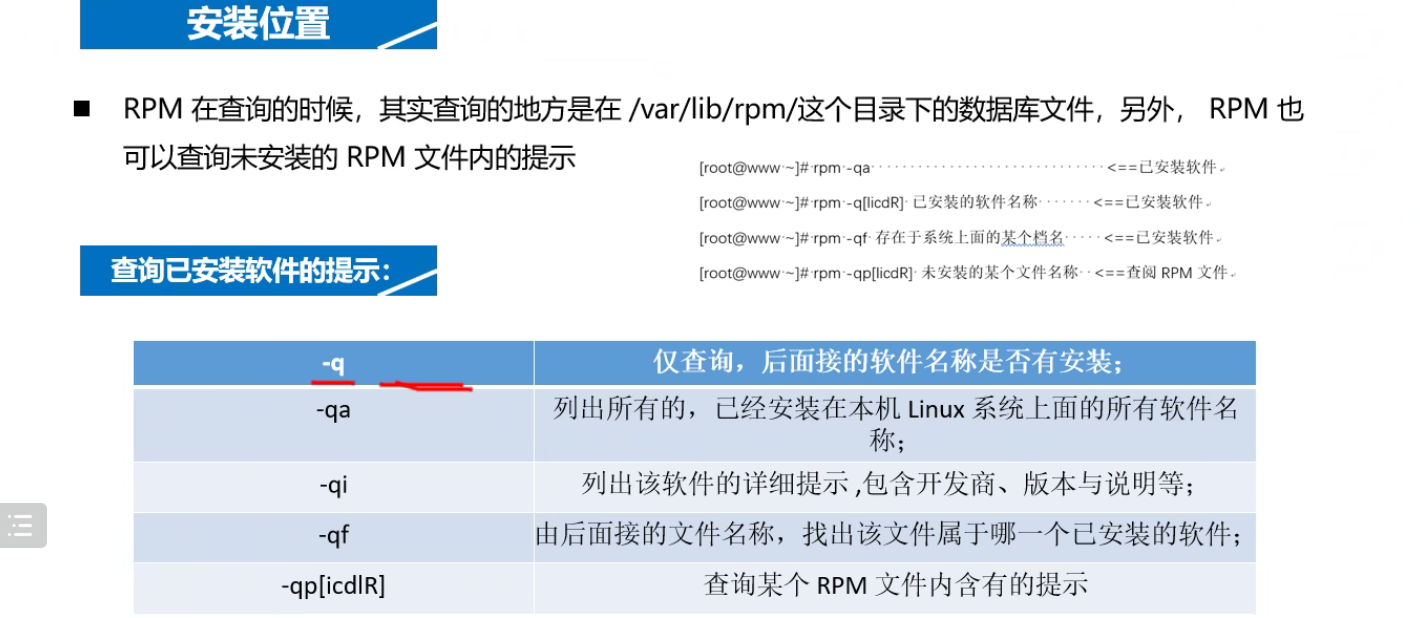 安装位置
■ RPM 在查询的时候，其实查询的地方是在 /var/lib/rpm/这个目录下的数据库文件，另外， RPM 也
可以查询未安装的 RPM 文件内的提示
[root@www ~]# rpm -qa <==已安装软件
[root@www ~]# rpm -q[licdR] 已安装的软件名称 <==已安装软件
[root@www ~]# rpm -qf 存在于系统上面的某个档名 <==已安装软件
[root@www ~]# rpm -qp[licdR] 未安装的某个文件名称 <==查阅 RPM 文件
查询已安装软件的提示：
-q 仅查询，后面接的软件名称是否有安装；
-qa 列出所有的，已经安装在本机 Linux 系统上面的所有软件名
称；
-qi 列出该软件的详细提示 ,包含开发商、版本与说明等；
-qf 由后面接的文件名称，找出该文件属于哪一个已安装的软件；
-qp[icdlR] 查询某个 RPM 文件内含有的提示